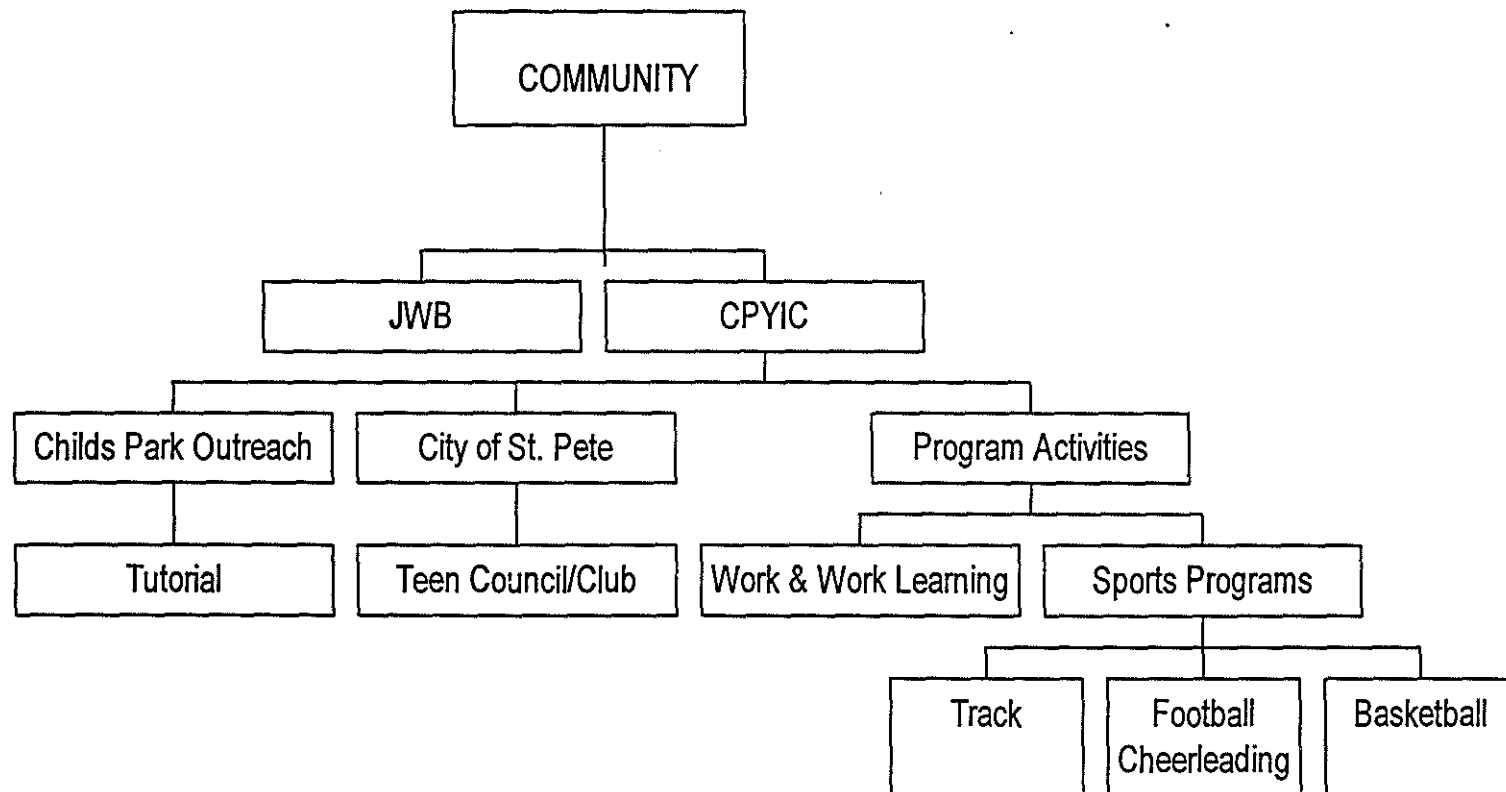 COMMUNITY
JWB
CPYIC
Childs Park Outreach
City of St. Pete
Program Activities
Tutorial
Teen Council/Club
Work & Work Learning
Sports Programs
Track
Football
Cheerleading
Basketball